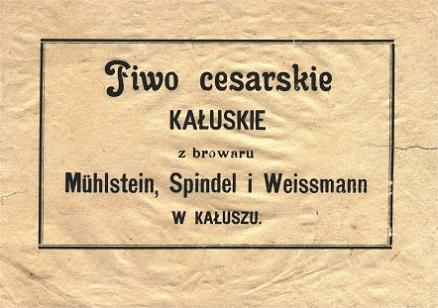 Piwo cesarskie
KAŁUSKIE
z browaru
Mühlstein, Spindel i Weissmann
W KAŁUSZU.